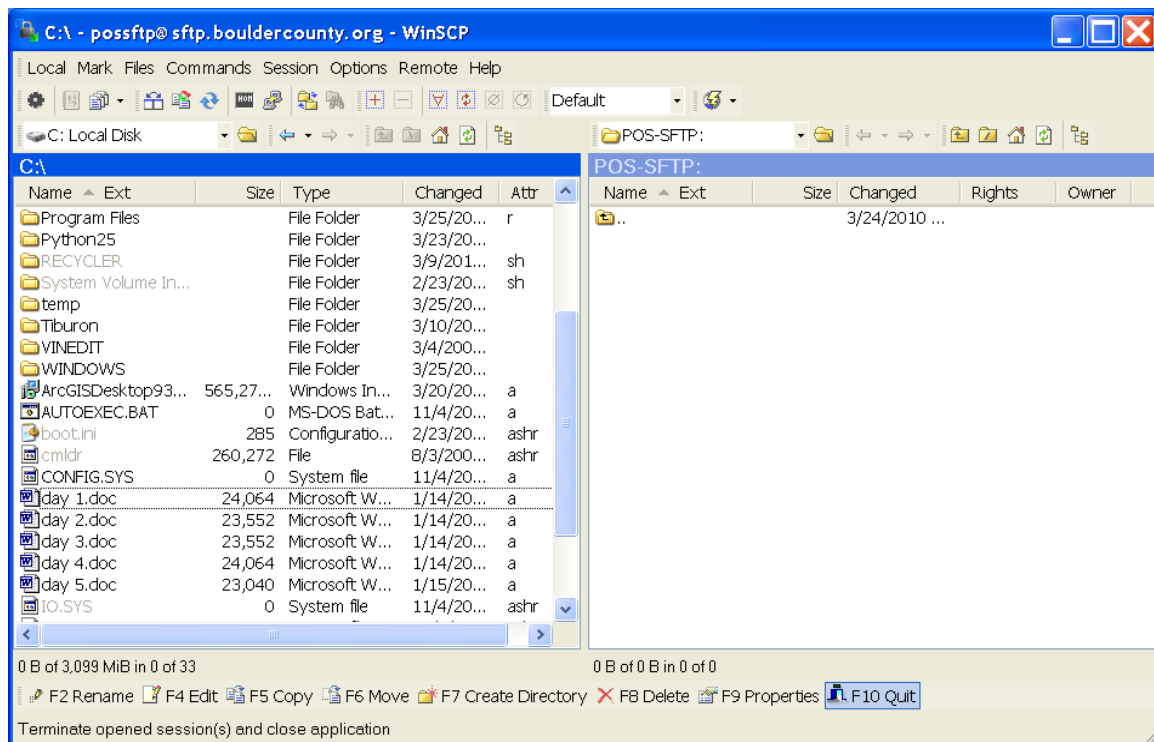 C:\ - possftp@sftp.bouldercounty.org - WinSCP
Local Mark Files Commands Session Options Remote Help
Default
C: Local Disk POS-SFTP:
C:\ POS-SFTP:
Name Ext Size Type Changed Attr Name Ext Size Changed Rights Owner
Program Files File Folder 3/25/20... r .. 3/24/2010 ...
Python25 File Folder 3/23/20...
RECYCLER File Folder 3/9/201... sh
System Volume In... File Folder 2/23/20... sh
temp File Folder 3/25/20...
Tiburon File Folder 3/10/20...
VINEDIT File Folder 3/4/200...
WINDOWS File Folder 3/25/20...
ArcGISDesktop93... 565,27... Windows In... 3/20/20... a
AUTOEXEC.BAT 0 MS-DOS Bat... 11/4/20... a
boot.ini 285 Configuratio... 2/23/20... ashr
cmldr 260,272 File 8/3/200... ashr
CONFIG.SYS 0 System file 11/4/20... a
day 1.doc 24,064 Microsoft W... 1/14/20... a
day 2.doc 23,552 Microsoft W... 1/14/20... a
day 3.doc 23,552 Microsoft W... 1/14/20... a
day 4.doc 24,064 Microsoft W... 1/14/20... a
day 5.doc 23,040 Microsoft W... 1/15/20... a
IO.SYS 0 System file 11/4/20... ashr
0 B of 3,099 MiB in 0 of 33 0 B of 0 B in 0 of 0
F2 Rename F4 Edit F5 Copy F6 Move F7 Create Directory F8 Delete F9 Properties F10 Quit
Terminate opened session(s) and close application